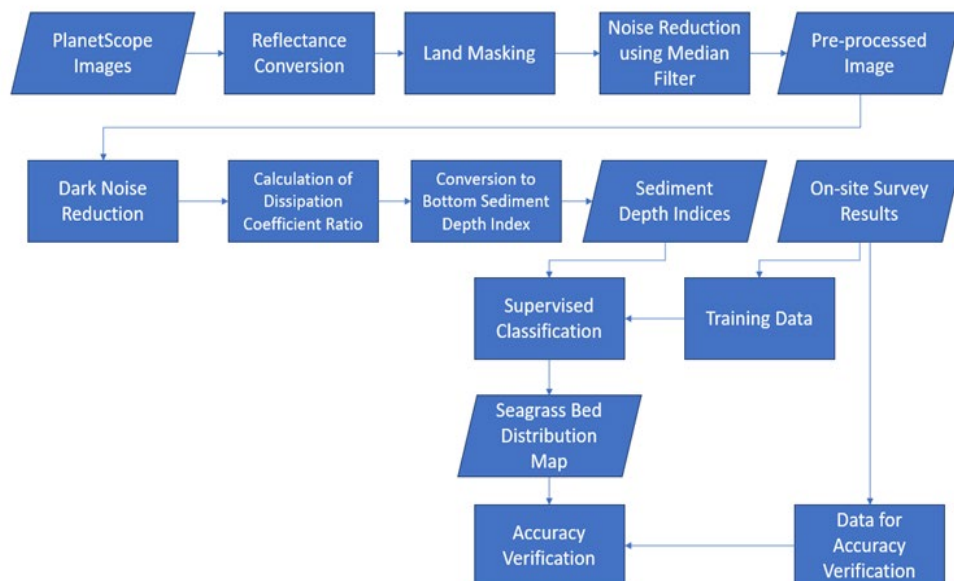 PlanetScope
Images
Reflectance
Conversion
Land Masking
Noise Reduction
using Median
Filter
Pre-processed
Image
Dark Noise
Reduction
Calculation of
Dissipation
Coefficient Ratio
Conversion to
Bottom Sediment
Depth Index
Sediment
Depth Indices
On-site Survey
Results
Supervised
Classification
Training Data
Seagrass Bed
Distribution
Map
Accuracy
Verification
Data for
Accuracy
Verification